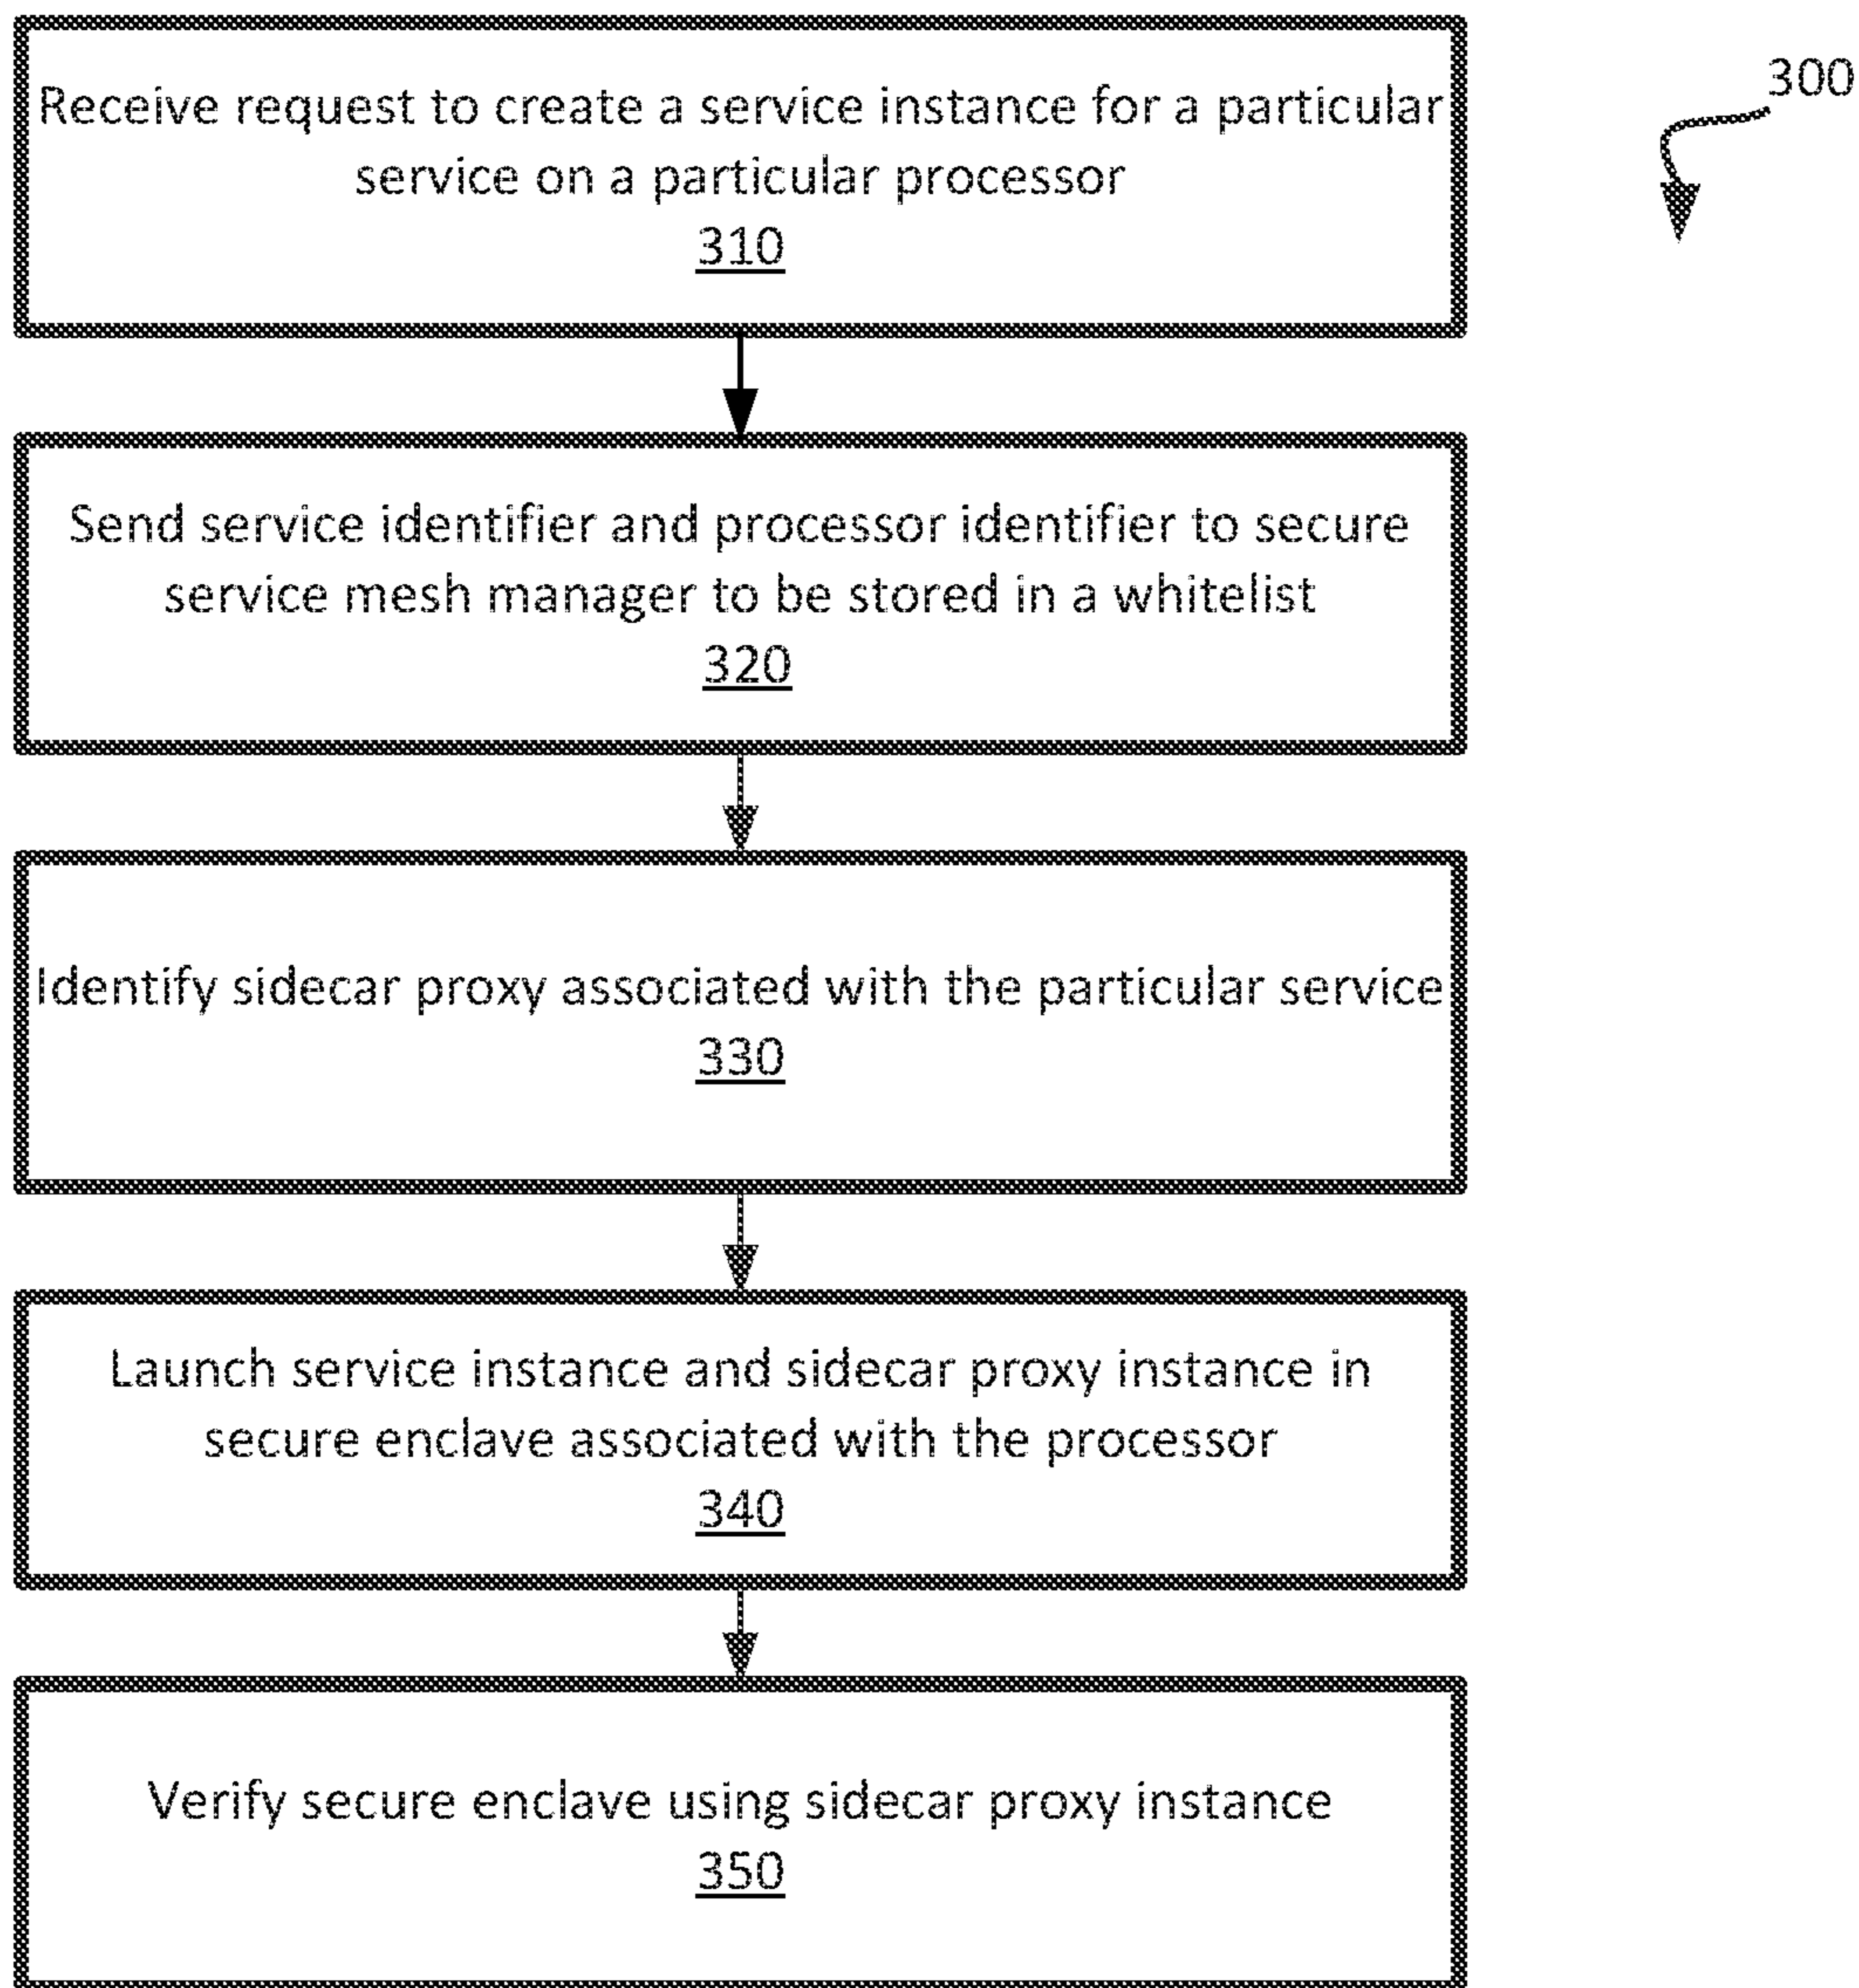 300
Receive request to create a service instance for a particular
service on a particular processor
310
Send service identifier and processor identifier to secure
service mesh manager to be stored in a whitelist
320
Identify sidecar proxy associated with the particular service
330
Launch service instance and sidecar proxy instance in
secure enclave associated with the processor
340
Verify secure enclave using sidecar proxy instance
350